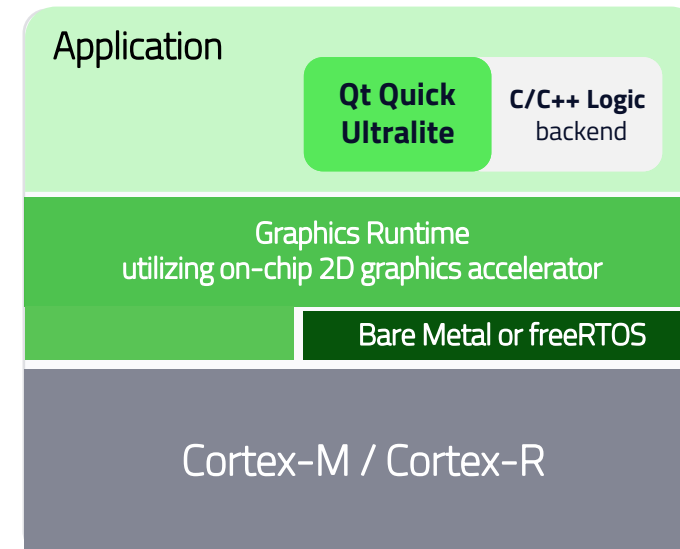 Application
Qt Quick
Ultralite
C/C++ Logic
backend
Graphics Runtime
utilizing on-chip 2D graphics accelerator
Bare Metal or freeRTOS
Cortex-M / Cortex-R